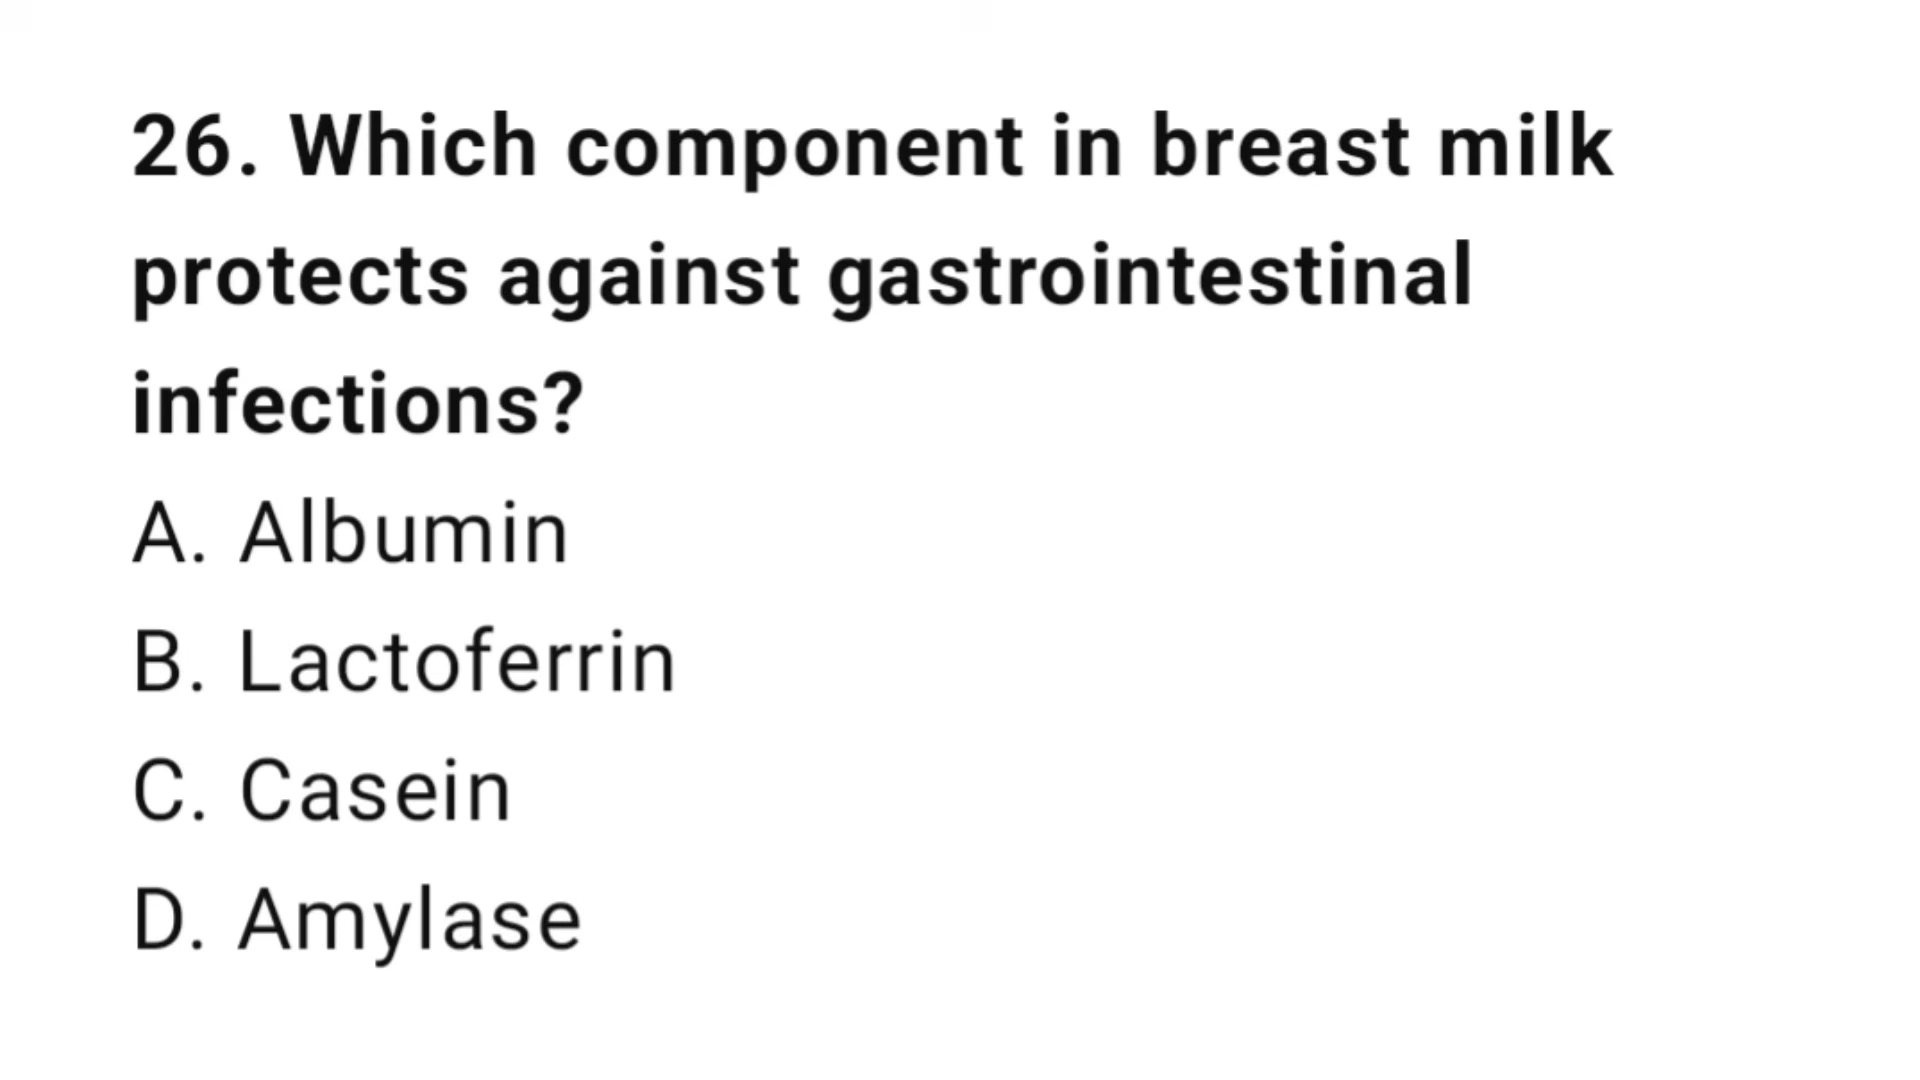 26. Which component in breast milk
protects against gastrointestinal
infections?
A. Albumin
B. Lactoferrin
C. Casein
D. Amylase